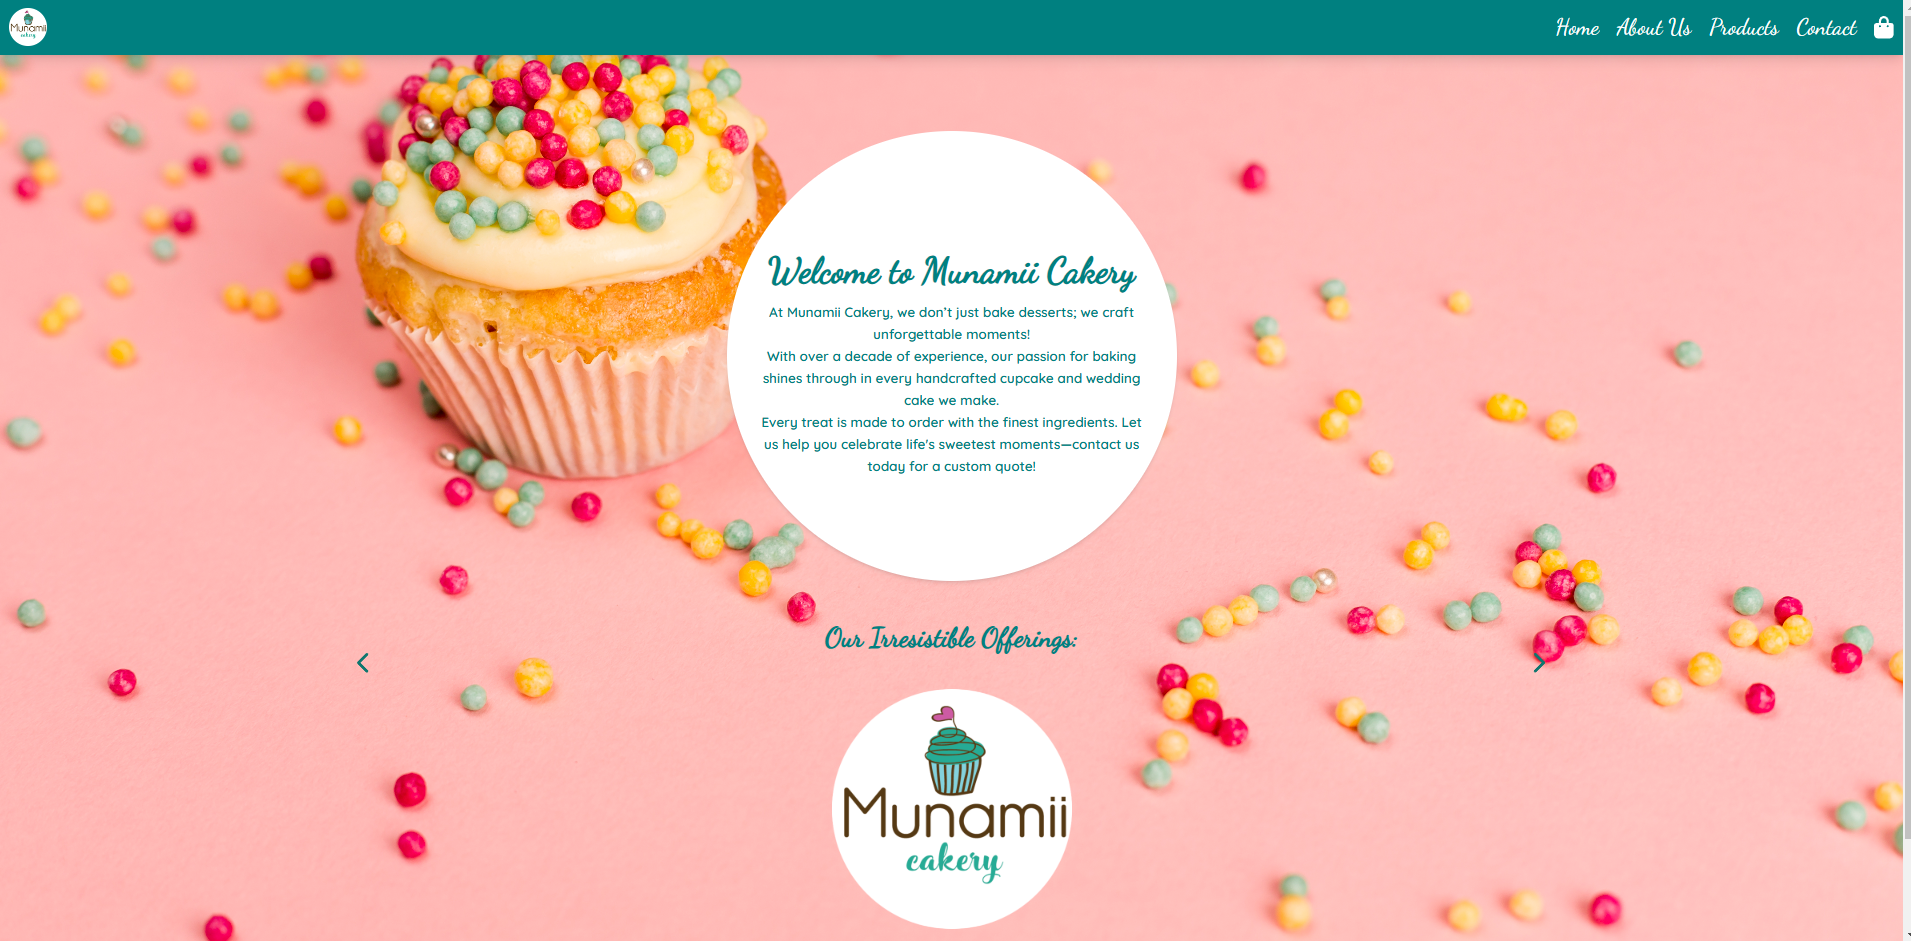 Munamii
cakery
Home About Us Products Contact
Welcome to Munamii Cakery
At Munamii Cakery, we don't just bake desserts; we craft
unforgettable moments!
With over a decade of experience, our passion for baking
shines through in every handcrafted cupcake and wedding
cake we make.
Every treat is made to order with the finest ingredients. Let
us help you celebrate life's sweetest moments—contact us
today for a custom quote!
Our Irresistible Offerings:
Munamii
cakery